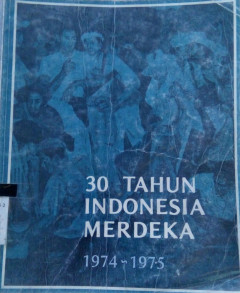 30 TAHUN
INDONESIA
MERDEKA
1974-1975